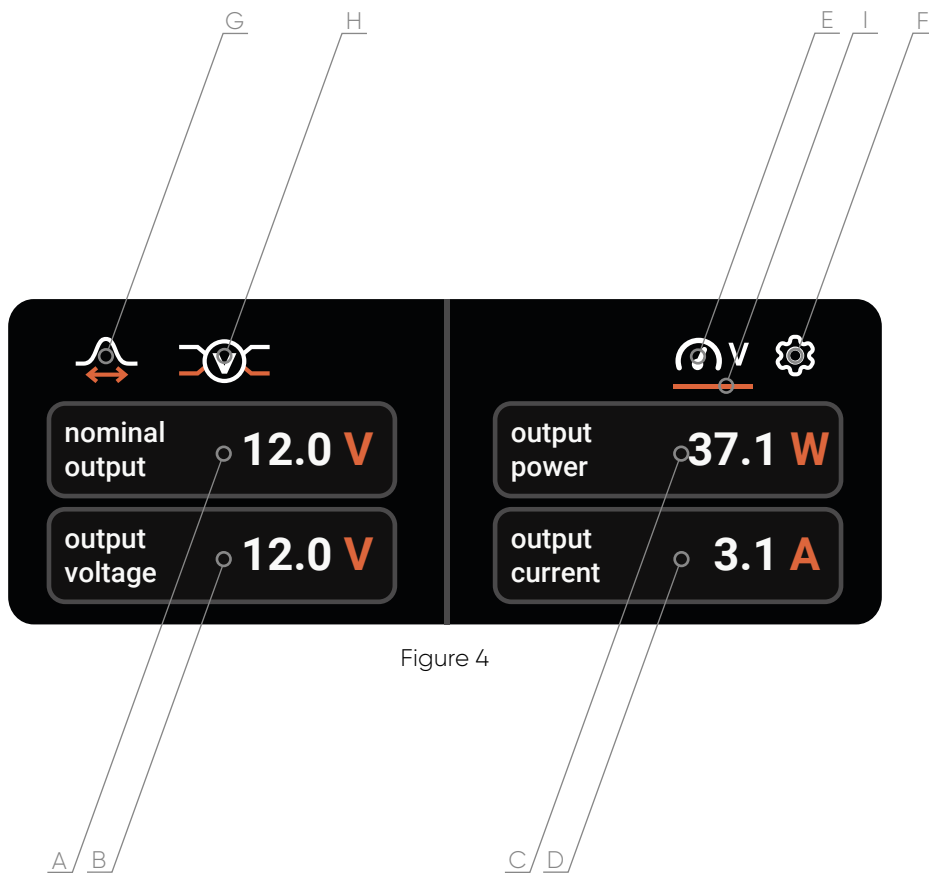 G H E I F
V V
nominal
output 12.0 V
output
power 37.1 W
output
voltage 12.0 V
output
current 3.1 A
Figure 4
A B C D